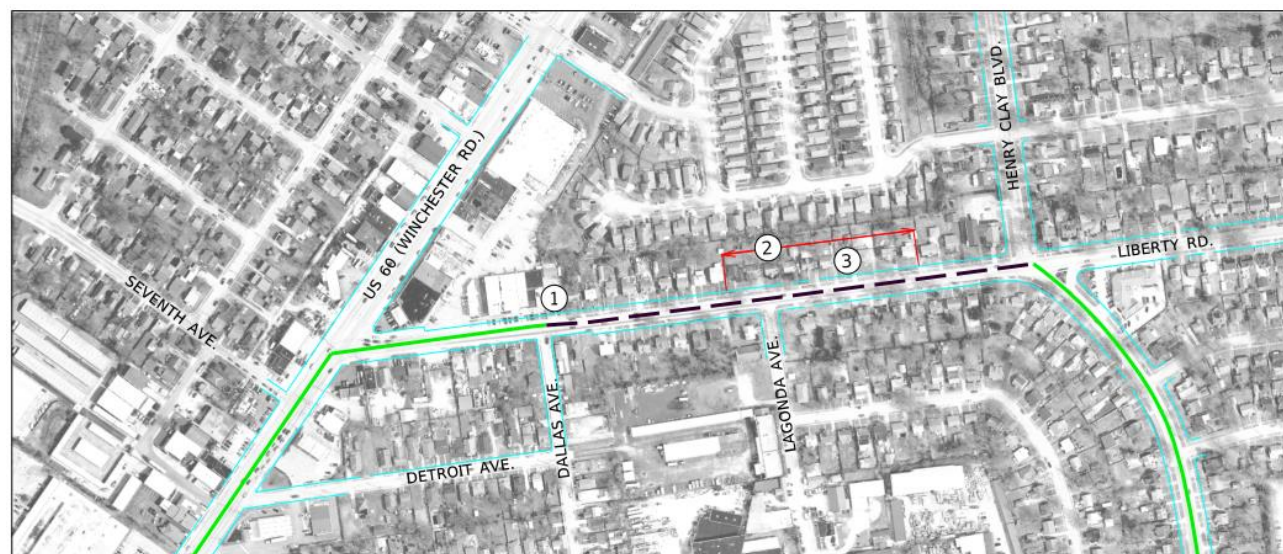 HENRY CLAY BLVD.
US 60 (WINCHESTER RD.)
2
3
LIBERTY RD.
SEVENTH AVE.
1
DALLAS AVE.
LAGONDA AVE.
DETROIT AVE.